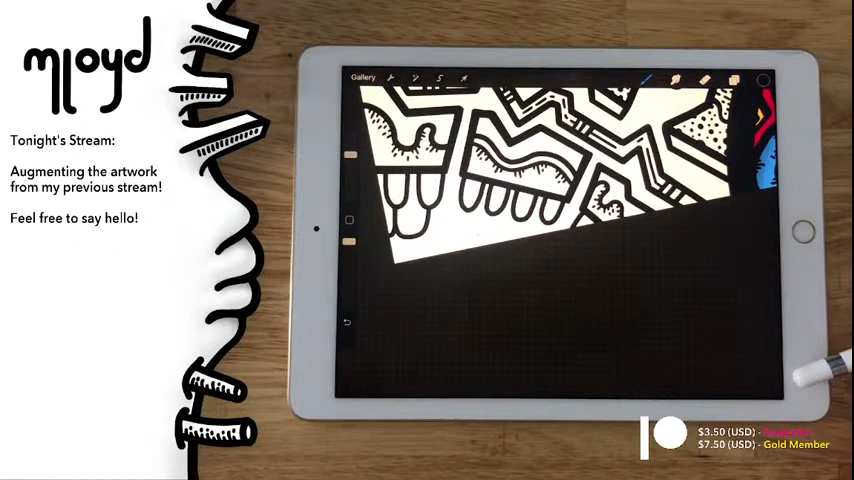 mloyd
Tonight's Stream:
Augmenting the artwork
from my previous stream!
Feel free to say hello!
Gallery
$3.50 (USD) -
$7.50 (USD) - Gold Member